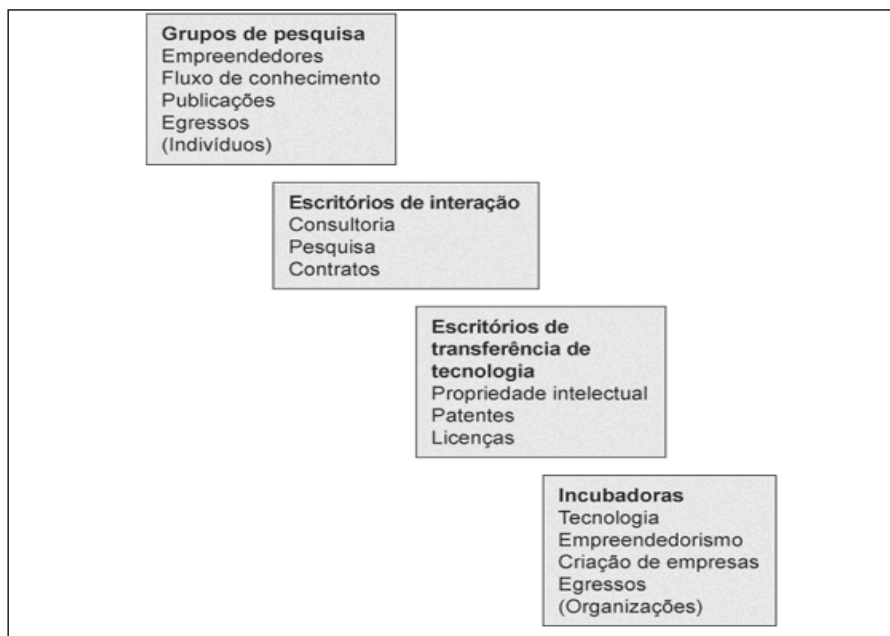 Grupos de pesquisa
Empreendedores
Fluxo de conhecimento
Publicações
Egressos
(Indivíduos)
Escritórios de interação
Consultoria
Pesquisa
Contratos
Escritórios de
transferência de
tecnologia
Propriedade intelectual
Patentes
Licenças
Incubadoras
Tecnologia
Empreendedorismo
Criação de empresas
Egressos
(Organizações)